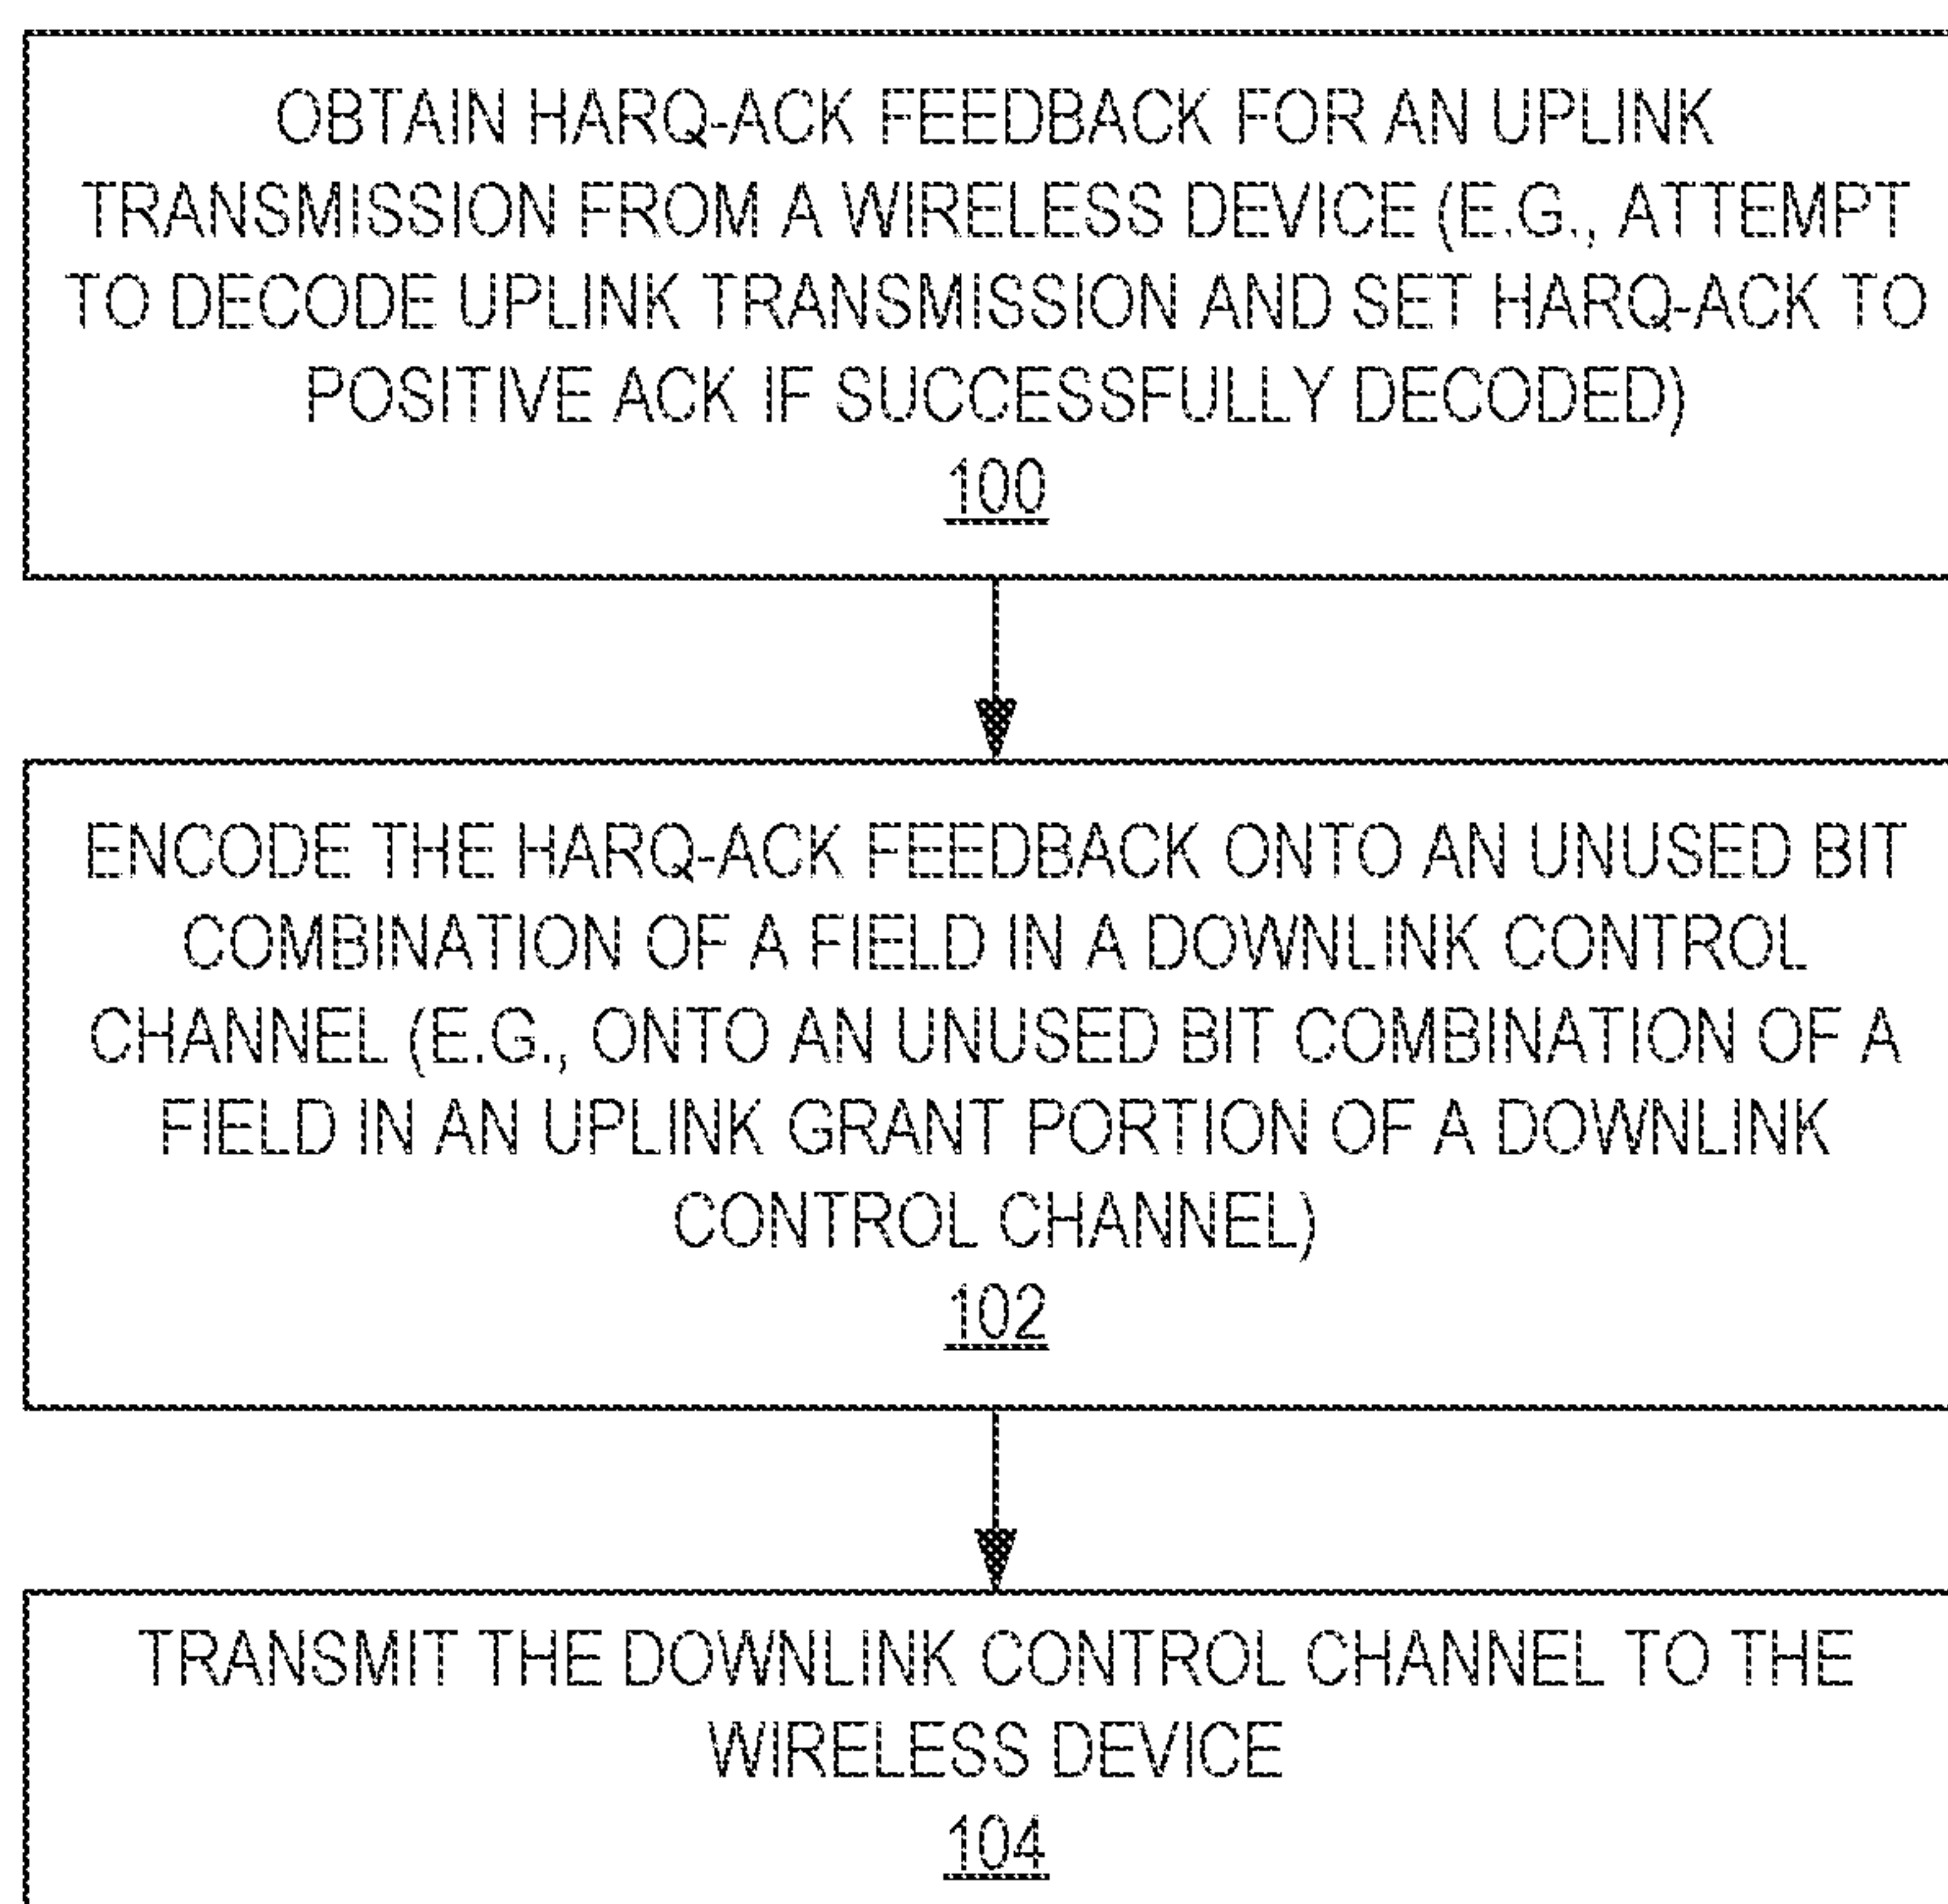 OBTAIN HARQ-ACK FEEDBACK FOR AN UPLINK
TRANSMISSION FROM A WIRELESS DEVICE (E.G., ATTEMPT
TO DECODE UPLINK TRANSMISSION AND SET HARQ-ACK TO
POSITIVE ACK IF SUCCESSFULLY DECODED)
100
ENCODE THE HARQ-ACK FEEDBACK ONTO AN UNUSED BIT
COMBINATION OF A FIELD IN A DOWNLINK CONTROL
CHANNEL (E.G., ONTO AN UNUSED BIT COMBINATION OF A
FIELD IN AN UPLINK GRANT PORTION OF A DOWNLINK
CONTROL CHANNEL)
102
TRANSMIT THE DOWNLINK CONTROL CHANNEL TO THE
WIRELESS DEVICE
104